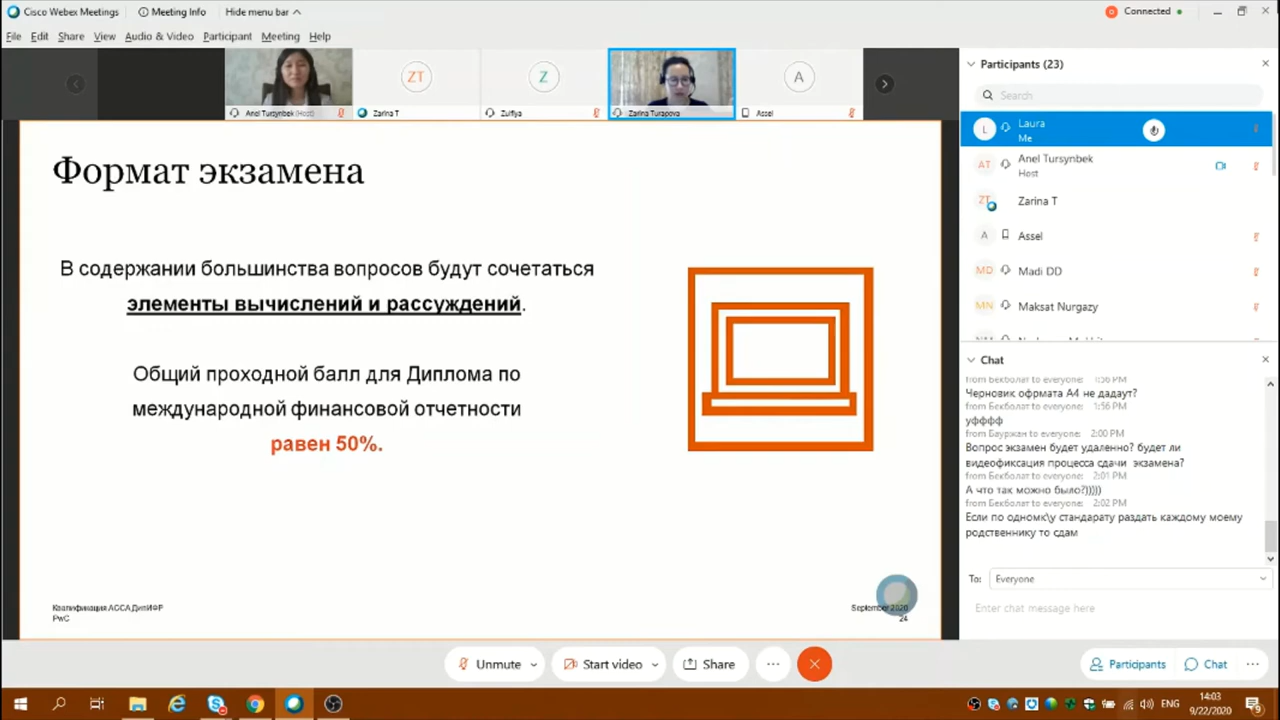 Cisco Webex Meetings
Meeting Info
Hide menu bar
Connected
File Edit Share View Audio & Video Participant Meeting Help
Anel Tursynbek (Host)
ZT
Zarina T
Z
Zulfiya
Zarina Turapova
A
Assel
Формат экзамена
В содержании большинства вопросов будут сочетаться
элементы вычислений и рассуждений.
Общий проходной балл для Диплома по
международной финансовой отчетности
равен 50%.
Квалификация АССА ДипИФР
PwC
September 2020
24
Participants (23)
Search
L
Laura
Me
AT
Anel Tursynbek
Host
ZT
Zarina T
A
Assel
MD
Madi DD
MN
Maksat Nurgazy
Chat
from Бекболат to everyone: 1:56 PM
Черновик офрмата А4 не дадут?
from Бекболат to everyone: 1:56 PM
уфффф
from Бауржан to everyone: 2:00 PM
Вопрос экзамен будет удаленно? будет ли
видеофиксация процесса сдачи экзамена?
from Бекболат to everyone: 2:01 PM
А что так можно было?)))))
from Бекболат to everyone: 2:02 PM
Если по одномк\у стандарату раздать каждому моему
родственнику то сдам
To: Everyone
Enter chat message here
Unmute
Start video
Share
Participants
Chat
ENG
14:03
9/22/2020
9